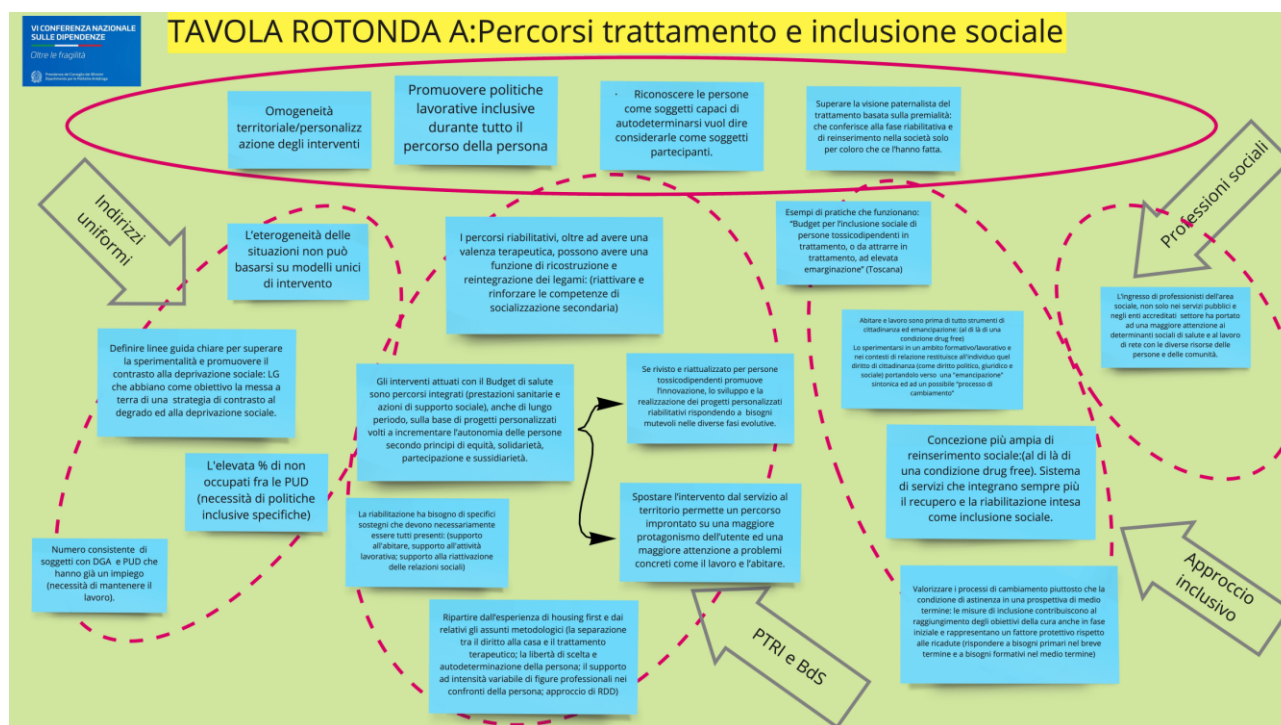 VI CONFERENZA NAZIONALE
SULLE DIPENDENZE
Oltre le fragilità
Presidenza del Consiglio dei Ministri
Dipartimento per le Politiche Antidroga
TAVOLA ROTONDA A:Percorsi trattamento e inclusione sociale
Omogeneità
territoriale/personalizz
azione degli interventi
Promuovere politiche
lavorative inclusive
durante tutto il
percorso della persona
- Riconoscere le persone
come soggetti capaci di
autodeterminarsi vuol dire
considerarle come soggetti
partecipanti.
Superare la visione paternalista del
trattamento basata sulla premialità:
che conferisce alla fase riabilitativa e
di reinserimento nella società solo
per coloro che ce l'hanno fatta.
Indirizzi
uniformi
L'eterogeneità delle
situazioni non può
basarsi su modelli unici
di intervento
Definire linee guida chiare per superare
la sperimentalità e promuovere il
contrasto alla deprivazione sociale: LG
che abbiano come obiettivo la messa a
terra di una strategia di contrasto al
degrado ed alla deprivazione sociale.
L'elevata % di non
occupati fra le PUD
(necessità di politiche
inclusive specifiche)
Numero consistente di
soggetti con DGA e PUD che
hanno già un impiego
(necessità di mantenere il
lavoro).
I percorsi riabilitativi, oltre ad avere una
valenza terapeutica, possono avere una
funzione di ricostruzione e
reintegrazione dei legami: (riattivare e
rinforzare le competenze di
socializzazione secondaria)
Gli interventi attuati con il Budget di salute
sono percorsi integrati (prestazioni sanitarie e
azioni di supporto sociale), anche di lungo
periodo, sulla base di progetti personalizzati
volti a incrementare l'autonomia delle persone
secondo principi di equità, solidarietà,
partecipazione e sussidiarietà.
Se rivisto e riattualizzato per persone
tossicodipendenti promuove
l'innovazione, lo sviluppo e la
realizzazione dei progetti personalizzati
riabilitativi rispondendo a bisogni
mutevoli nelle diverse fasi evolutive.
Spostare l'intervento dal servizio al
territorio permette un percorso
improntato su una maggiore
protagonismo dell'utente ed una
maggiore attenzione a problemi
concreti come il lavoro e l'abitare.
La riabilitazione ha bisogno di specifici
sostegni che devono necessariamente
essere tutti presenti: (supporto
all'abitare, supporto all'attività
lavorativa; supporto alla riattivazione
delle relazioni sociali)
Ripartire dall'esperienza di housing first e dai
relativi gli assunti metodologici (la separazione
tra il diritto alla casa e il trattamento
terapeutico; la libertà di scelta e
autodeterminazione della persona; il supporto
ad intensità variabile di figure professionali nei
confronti della persona; approccio di RDD)
PTRI e BdS
Esempi di pratiche che funzionano:
"Budget per l'inclusione sociale di
persone tossicodipendenti in
trattamento, o da attrarre in
trattamento, ad elevata
emarginazione" (Toscana)
Abitare e lavoro sono prima di tutto strumenti di
cittadinanza ed emancipazione: (al di là di una
condizione drug free)
Lo sperimentarsi in un ambito formativo/lavorativo e
nei contesti di relazione restituisce all'individuo quel
diritto di cittadinanza (come diritto politico, giuridico e
sociale) portandolo verso una "emancipazione"
sintonica ed ad un possibile "processo di
cambiamento"
Concezione più ampia di
reinserimento sociale:(al di là di
una condizione drug free). Sistema
di servizi che integrano sempre più
il recupero e la riabilitazione intesa
come inclusione sociale.
Valorizzare i processi di cambiamento piuttosto che la
condizione di astinenza in una prospettiva di medio
termine: le misure di inclusione contribuiscono al
raggiungimento degli obiettivi della cura anche in fase
iniziale e rappresentano un fattore protettivo rispetto
alle ricadute (rispondere a bisogni primari nel breve
termine e a bisogni formativi nel medio termine)
Approccio
inclusivo
Professioni sociali
L'ingresso di professionisti dell'area
sociale, non solo nei servizi pubblici e
negli enti accreditati settore ha portato
ad una maggiore attenzione ai
determinanti sociali di salute e al lavoro
di rete con le diverse risorse delle
persone e delle comunità.